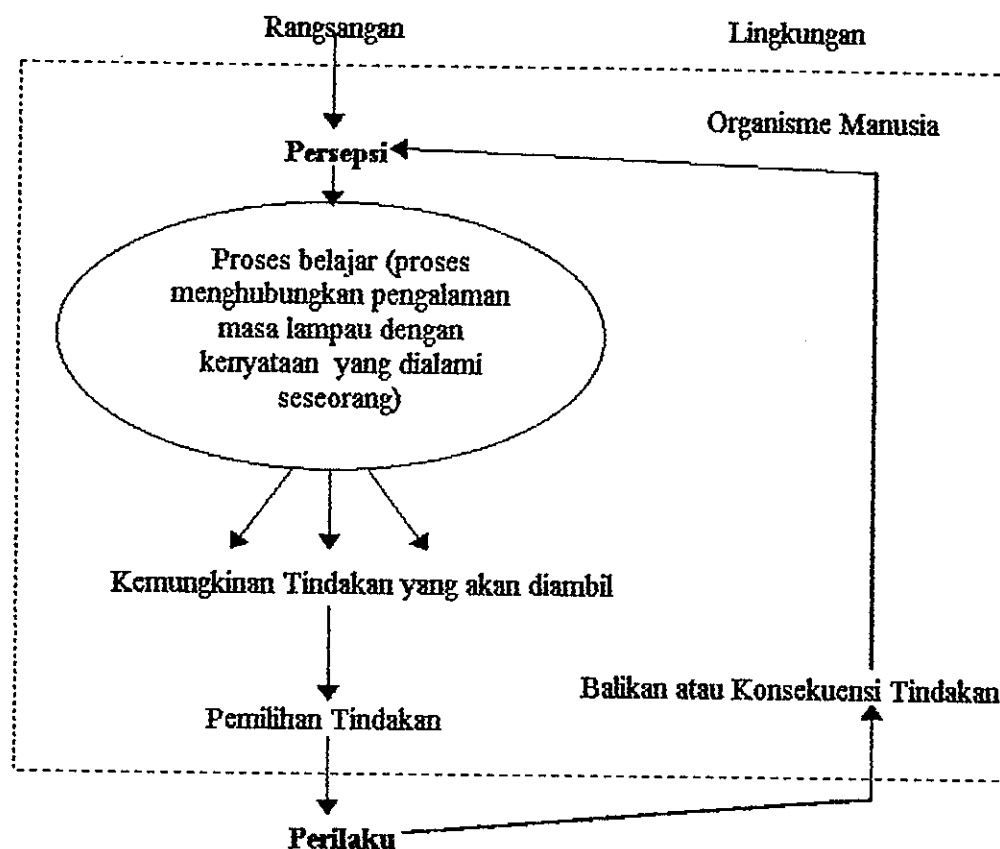 Rangsangan
Lingkungan
Organisme Manusia
Persepsi
Proses belajar (proses
menghubungkan pengalaman
masa lampau dengan
kenyataan yang dialami
seseorang)
Kemungkinan Tindakan yang akan diambil
Balikan atau Konsekuensi Tindakan
Pemilihan Tindakan
Perilaku